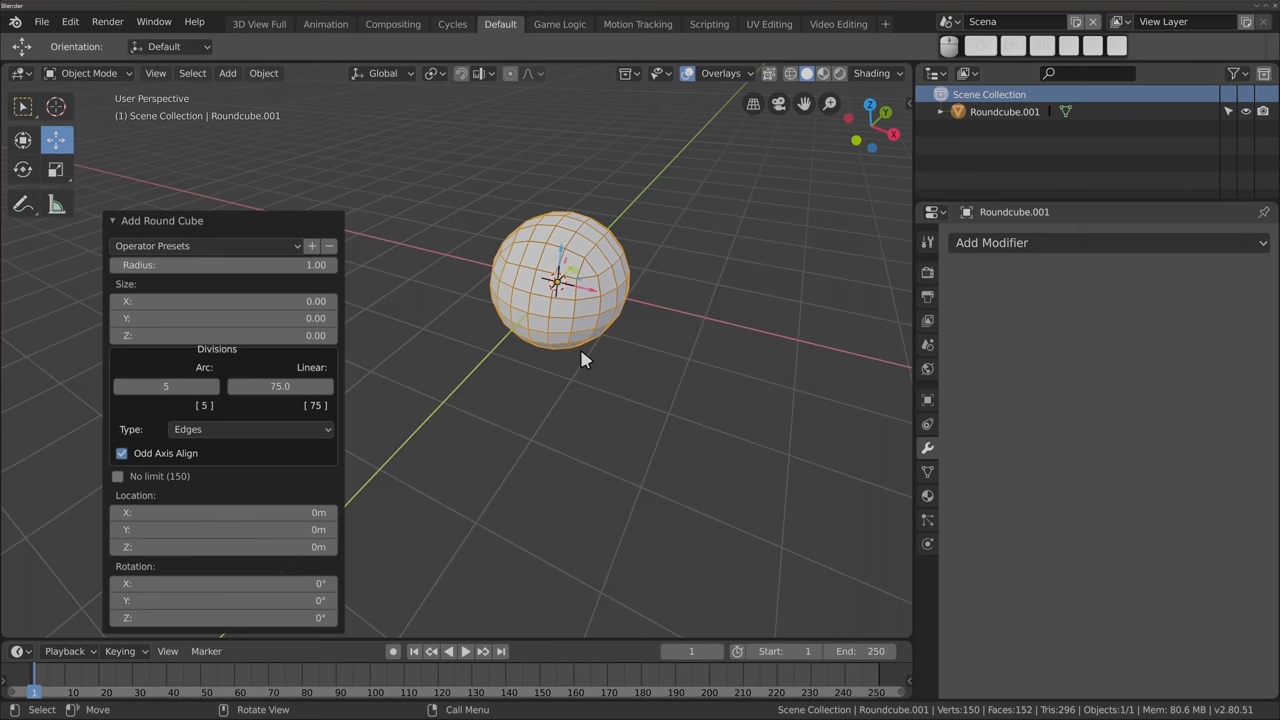 Blender
File Edit Render Window Help
3D View Full Animation Compositing Cycles Default Game Logic Motion Tracking Scripting UV Editing Video Editing +
Scena
View Layer
Orientation: Default
Object Mode View Select Add Object
Global
Overlays
Shading
User Perspective
(1) Scene Collection | Roundcube.001
Z
Y
X
Add Round Cube
Operator Presets + −
Radius: 1.00
Size:
X: 0.00
Y: 0.00
Z: 0.00
Divisions
Arc: Linear:
5 75.0
[ 5 ] [ 75 ]
Type: Edges
Odd Axis Align
No limit (150)
Location:
X: 0m
Y: 0m
Z: 0m
Rotation:
X: 0°
Y: 0°
Z: 0°
Scene Collection
Roundcube.001
Roundcube.001
Add Modifier
Playback Keying View Marker
1
Start: 1
End: 250
1 10 20 30 40 50 60 70 80 90 100 110 120 130 140 150 160 170 180 190 200 210 220 230 240 250
Select Move Rotate View Call Menu
Scene Collection | Roundcube.001 | Verts:150 | Faces:152 | Tris:296 | Objects:1/1 | Mem: 80.6 MB | v2.80.51